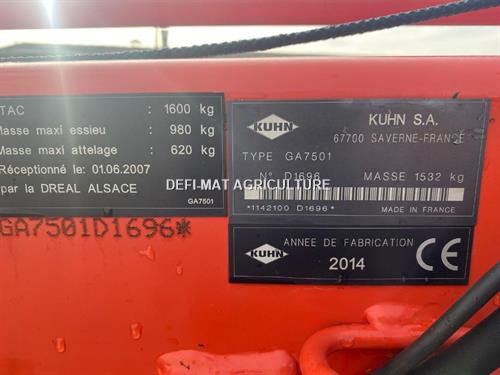 TAC : 1600 kg
Masse maxi essieu : 980 kg
Masse maxi attelage : 620 kg
Réceptionné le: 01.06.2007
par la DREAL ALSACE
GA7501
KUHN
KUHN S.A.
67700 SAVERNE-FRANCE
TYPE GA7501
N° D1696 MASSE 1532 kg
*1142100 D1696*
MADE IN FRANCE
DEFI-MAT AGRICULTURE
GA7501D1696*
KUHN
ANNEE DE FABRICATION
2014
CE